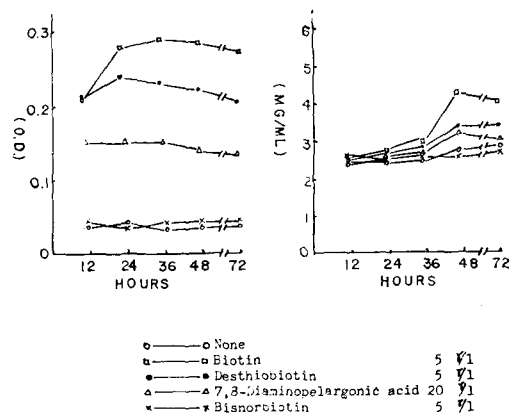 0.3
0.2
0.1
0
(O.D)
12 24 36 48 72
HOURS
6
5
4
3
2
1
0
(MG/ML)
12 24 36 48 72
HOURS
None
Biotin 5 γ/l
Desthiobiotin 5 γ/l
7,8-Diaminopelargonic acid 20 γ/l
Bisnorbiotin 5 γ/l